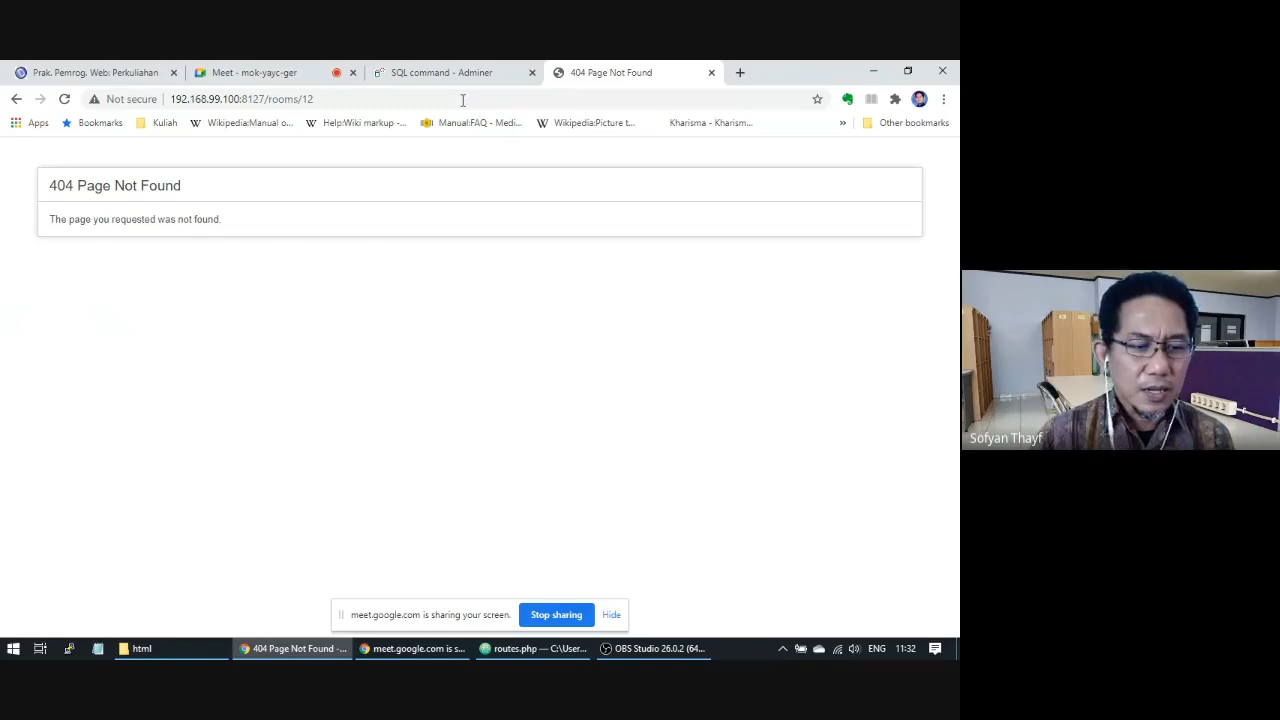 Prak. Pemrog. Web: Perkuliahan
Meet - mok-yayc-ger
SQL command - Adminer
404 Page Not Found
Not secure
192.168.99.100:8127/rooms/12
Apps
Bookmarks
Kuliah
Wikipedia:Manual o...
Help:Wiki markup -...
Manual:FAQ - Medi...
Wikipedia:Picture t...
Kharisma - Kharism...
»
Other bookmarks
404 Page Not Found
The page you requested was not found.
Sofyan Thayf
meet.google.com is sharing your screen.
Stop sharing
Hide
html
404 Page Not Found -...
meet.google.com is s...
routes.php — C:\User...
OBS Studio 26.0.2 (64...
ENG
11:32